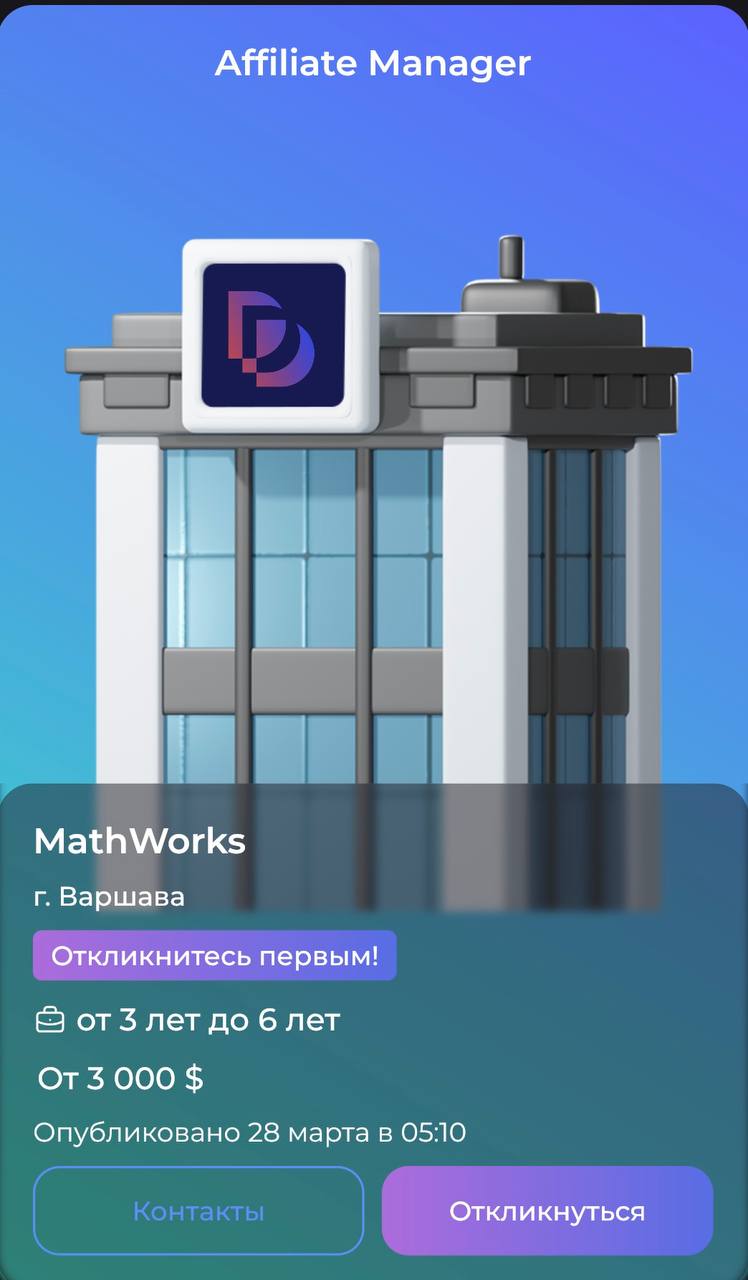 Affiliate Manager
MathWorks
г. Варшава
Откликнитесь первым!
от 3 лет до 6 лет
От 3 000 $
Опубликовано 28 марта в 05:10
Контакты
Откликнуться